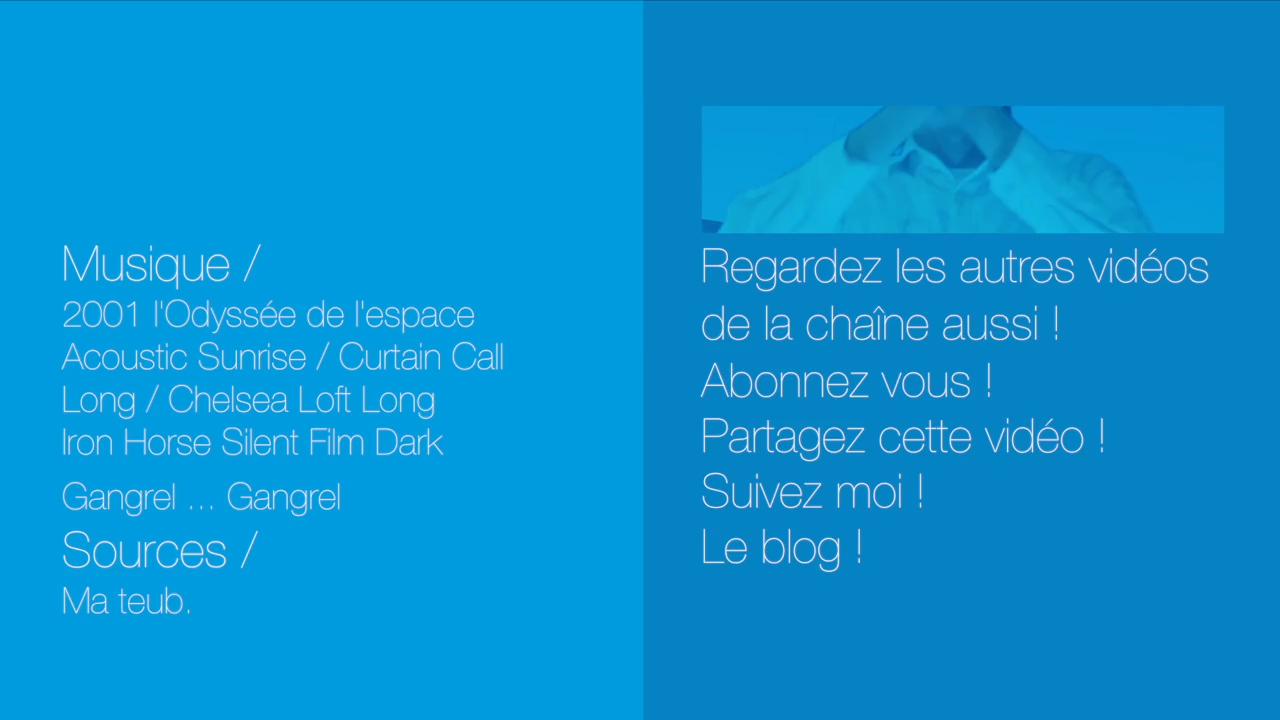 Musique /
2001 l'Odyssée de l'espace
Acoustic Sunrise / Curtain Call
Long / Chelsea Loft Long
Iron Horse Silent Film Dark
Gangrel ... Gangrel
Sources /
Ma teub.
Regardez les autres vidéos
de la chaîne aussi !
Abonnez vous !
Partagez cette vidéo !
Suivez moi !
Le blog !